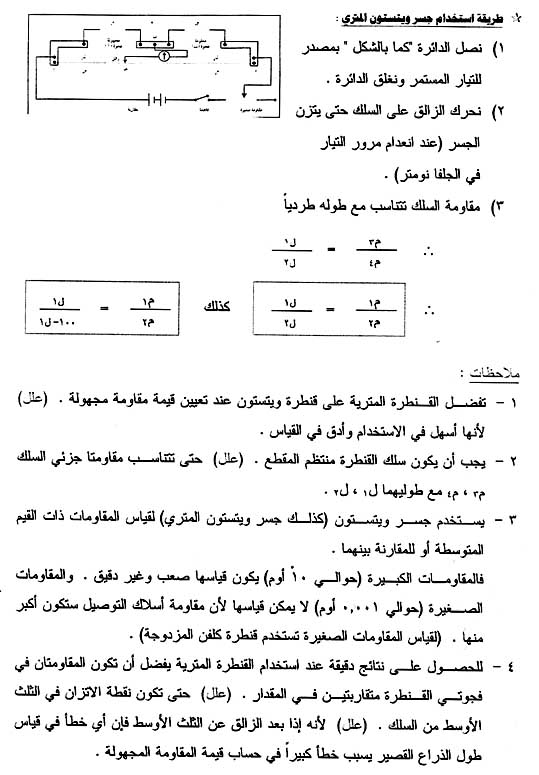 ☆ طريقة استخدام جسر ويتستون المتري :
١) نصل الدائرة "كما بالشكل " بمصدر
للتيار المستمر ونغلق الدائرة .
٢) نحرك الزالق على السلك حتى يتزن
الجسر (عند انعدام مرور التيار
في الجلفا نومتر) .
٣) مقاومة السلك تتناسب مع طوله طردياً
∴ م٣ / م٤ = ل١ / ل٢
∴ م١ / م٢ = ل١ / ل٢ كذلك م١ / م٢ = ل١ / ١٠٠-ل١
ملاحظات :
١ - تفضل القنطرة المترية على قنطرة ويتستون عند تعيين قيمة مقاومة مجهولة . (علل)
لأنها أسهل في الاستخدام وأدق في القياس .
٢ - يجب أن يكون سلك القنطرة منتظم المقطع . (علل) حتى تتناسب مقاومتا جزئي السلك
م٣ ، م٤ مع طوليهما ل١ ، ل٢ .
٣ - يستخدم جسر ويتستون (كذلك جسر ويتستون المتري) لقياس المقاومات ذات القيم
المتوسطة أو للمقارنة بينهما .
فالمقاومات الكبيرة (حوالي أوم) يكون قياسها صعب وغير دقيق . والمقاومات
الصغيرة (حوالي ٠,٠٠١ أوم) لا يمكن قياسها لأن مقاومة أسلاك التوصيل ستكون أكبر
منها . (لقياس المقاومات الصغيرة تستخدم قنطرة كلفن المزدوجة) .
٤ - للحصول على نتائج دقيقة عند استخدام القنطرة المترية يفضل أن تكون المقاومتان في
فجوتي القنطرة متقاربتين في المقدار . (علل) حتى تكون نقطة الاتزان في الثلث
الأوسط من السلك . (علل) لأنه إذا بعد الزالق عن الثلث الأوسط فإن أي خطأ في قياس
طول الذراع القصير يسبب خطأ كبيراً في حساب قيمة المقاومة المجهولة .